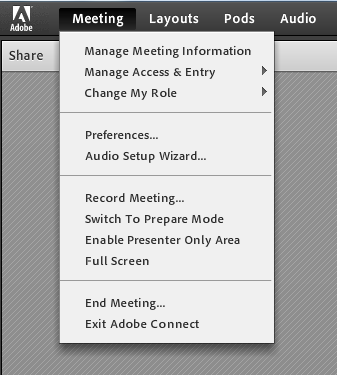 Adobe
Meeting Layouts Pods Audio
Share
Manage Meeting Information
Manage Access & Entry
Change My Role
Preferences...
Audio Setup Wizard...
Record Meeting...
Switch To Prepare Mode
Enable Presenter Only Area
Full Screen
End Meeting...
Exit Adobe Connect